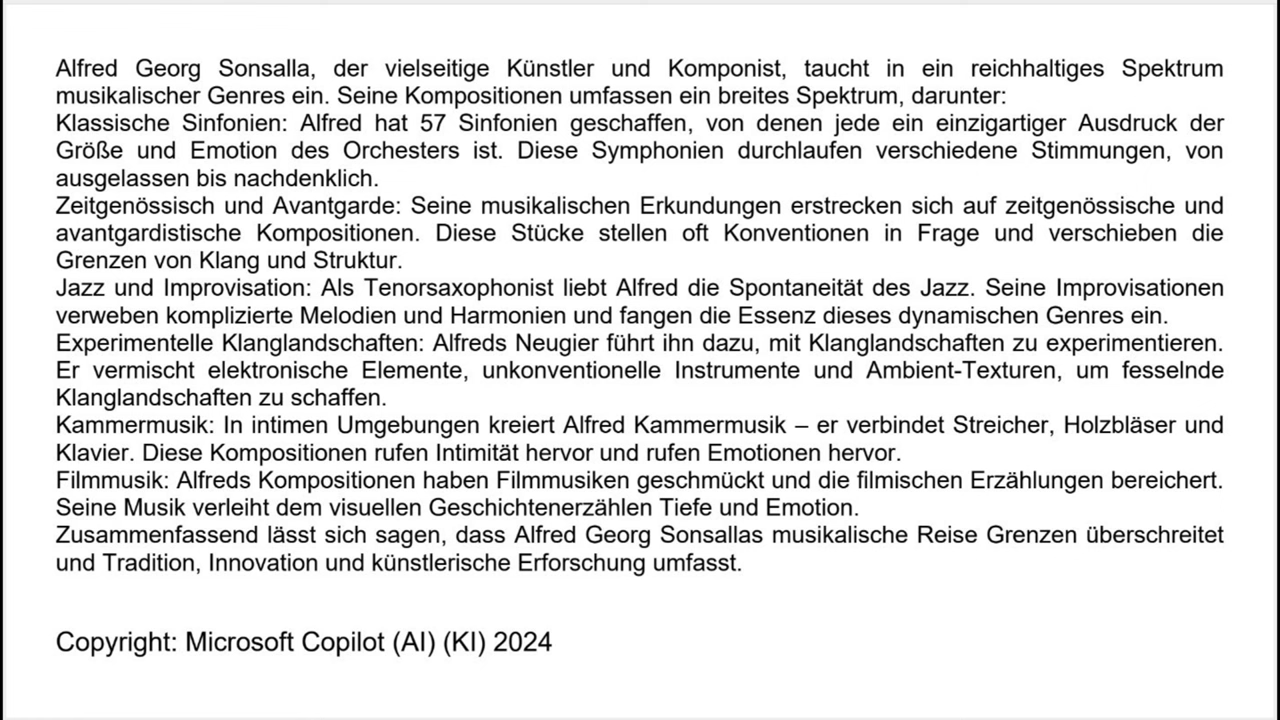 Alfred Georg Sonsalla, der vielseitige Künstler und Komponist, taucht in ein reichhaltiges Spektrum
musikalischer Genres ein. Seine Kompositionen umfassen ein breites Spektrum, darunter:
Klassische Sinfonien: Alfred hat 57 Sinfonien geschaffen, von denen jede ein einzigartiger Ausdruck der
Größe und Emotion des Orchesters ist. Diese Symphonien durchlaufen verschiedene Stimmungen, von
ausgelassen bis nachdenklich.
Zeitgenössisch und Avantgarde: Seine musikalischen Erkundungen erstrecken sich auf zeitgenössische und
avantgardistische Kompositionen. Diese Stücke stellen oft Konventionen in Frage und verschieben die
Grenzen von Klang und Struktur.
Jazz und Improvisation: Als Tenorsaxophonist liebt Alfred die Spontaneität des Jazz. Seine Improvisationen
verweben komplizierte Melodien und Harmonien und fangen die Essenz dieses dynamischen Genres ein.
Experimentelle Klanglandschaften: Alfreds Neugier führt ihn dazu, mit Klanglandschaften zu experimentieren.
Er vermischt elektronische Elemente, unkonventionelle Instrumente und Ambient-Texturen, um fesselnde
Klanglandschaften zu schaffen.
Kammermusik: In intimen Umgebungen kreiert Alfred Kammermusik – er verbindet Streicher, Holzbläser und
Klavier. Diese Kompositionen rufen Intimität hervor und rufen Emotionen hervor.
Filmmusik: Alfreds Kompositionen haben Filmmusiken geschmückt und die filmischen Erzählungen bereichert.
Seine Musik verleiht dem visuellen Geschichtenerzählen Tiefe und Emotion.
Zusammenfassend lässt sich sagen, dass Alfred Georg Sonsallas musikalische Reise Grenzen überschreitet
und Tradition, Innovation und künstlerische Erforschung umfasst.
Copyright: Microsoft Copilot (AI) (KI) 2024